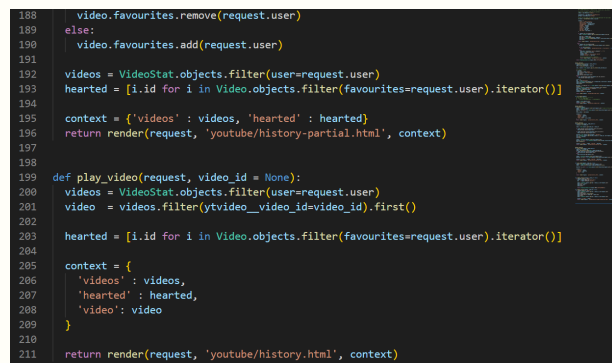 188 video.favourites.remove(request.user)
189 else:
190 video.favourites.add(request.user)
191
192 videos = VideoStat.objects.filter(user=request.user)
193 hearted = [i.id for i in Video.objects.filter(favourites=request.user).iterator()]
194
195 context = {'videos' : videos, 'hearted' : hearted}
196 return render(request, 'youtube/history-partial.html', context)
197
198
199 def play_video(request, video_id = None):
200 videos = VideoStat.objects.filter(user=request.user)
201 video = videos.filter(ytvideo__video_id=video_id).first()
202
203 hearted = [i.id for i in Video.objects.filter(favourites=request.user).iterator()]
204
205 context = {
206 'videos' : videos,
207 'hearted' : hearted,
208 'video': video
209 }
210
211 return render(request, 'youtube/history.html', context)